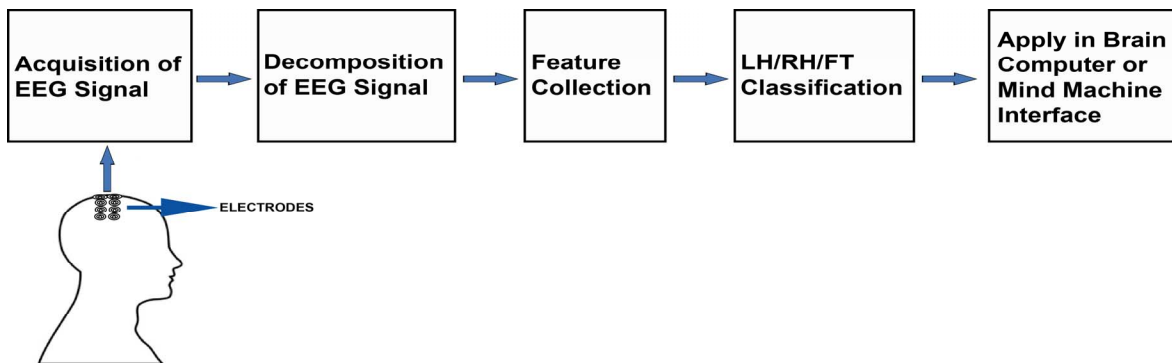 Acquisition of
EEG Signal
Decomposition
of EEG Signal
Feature
Collection
LH/RH/FT
Classification
Apply in Brain
Computer or
Mind Machine
Interface
ELECTRODES